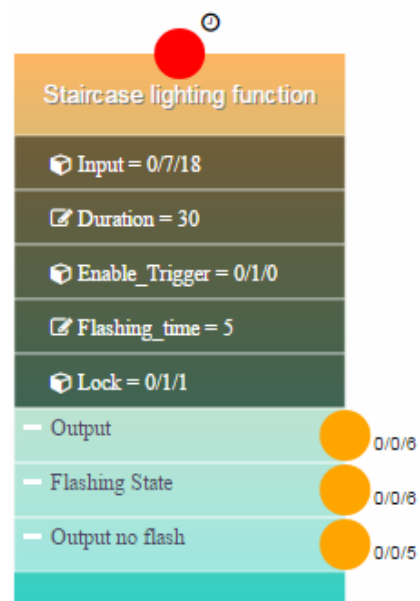 Staircase lighting function
Input = 0/7/18
Duration = 30
Enable_Trigger = 0/1/0
Flashing_time = 5
Lock = 0/1/1
Output
0/0/6
Flashing State
0/0/6
Output no flash
0/0/5